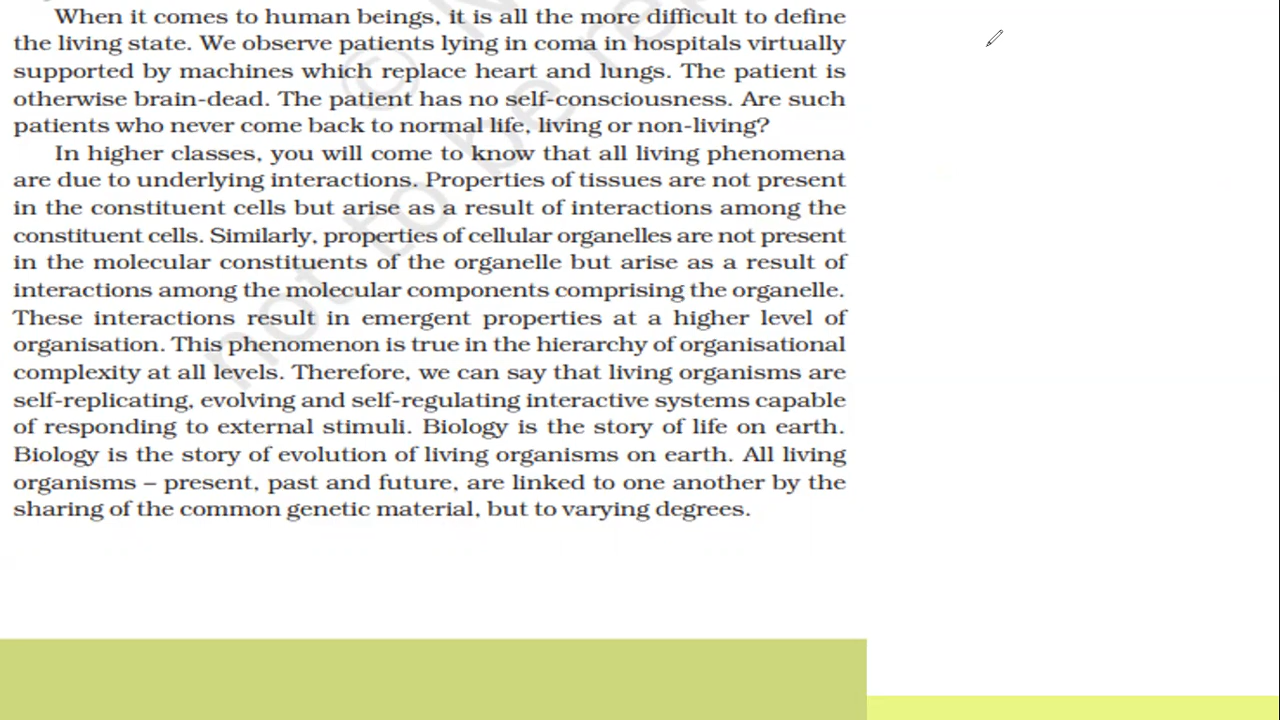 When it comes to human beings, it is all the more difficult to define
the living state. We observe patients lying in coma in hospitals virtually
supported by machines which replace heart and lungs. The patient is
otherwise brain-dead. The patient has no self-consciousness. Are such
patients who never come back to normal life, living or non-living?
In higher classes, you will come to know that all living phenomena
are due to underlying interactions. Properties of tissues are not present
in the constituent cells but arise as a result of interactions among the
constituent cells. Similarly, properties of cellular organelles are not present
in the molecular constituents of the organelle but arise as a result of
interactions among the molecular components comprising the organelle.
These interactions result in emergent properties at a higher level of
organisation. This phenomenon is true in the hierarchy of organisational
complexity at all levels. Therefore, we can say that living organisms are
self-replicating, evolving and self-regulating interactive systems capable
of responding to external stimuli. Biology is the story of life on earth.
Biology is the story of evolution of living organisms on earth. All living
organisms – present, past and future, are linked to one another by the
sharing of the common genetic material, but to varying degrees.
© N
not to be re